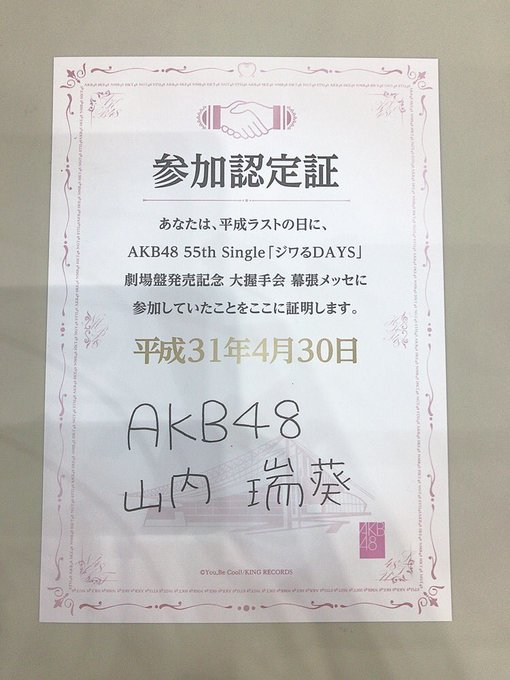 参加認定証
あなたは、平成ラストの日に、
AKB48 55th Single「ジワるDAYS」
劇場盤発売記念 大握手会 幕張メッセに
参加していたことをここに証明します。
平成31年4月30日
AKB48
山内 瑞葵
AKB
48
©You,Be Cool!/KING RECORDS